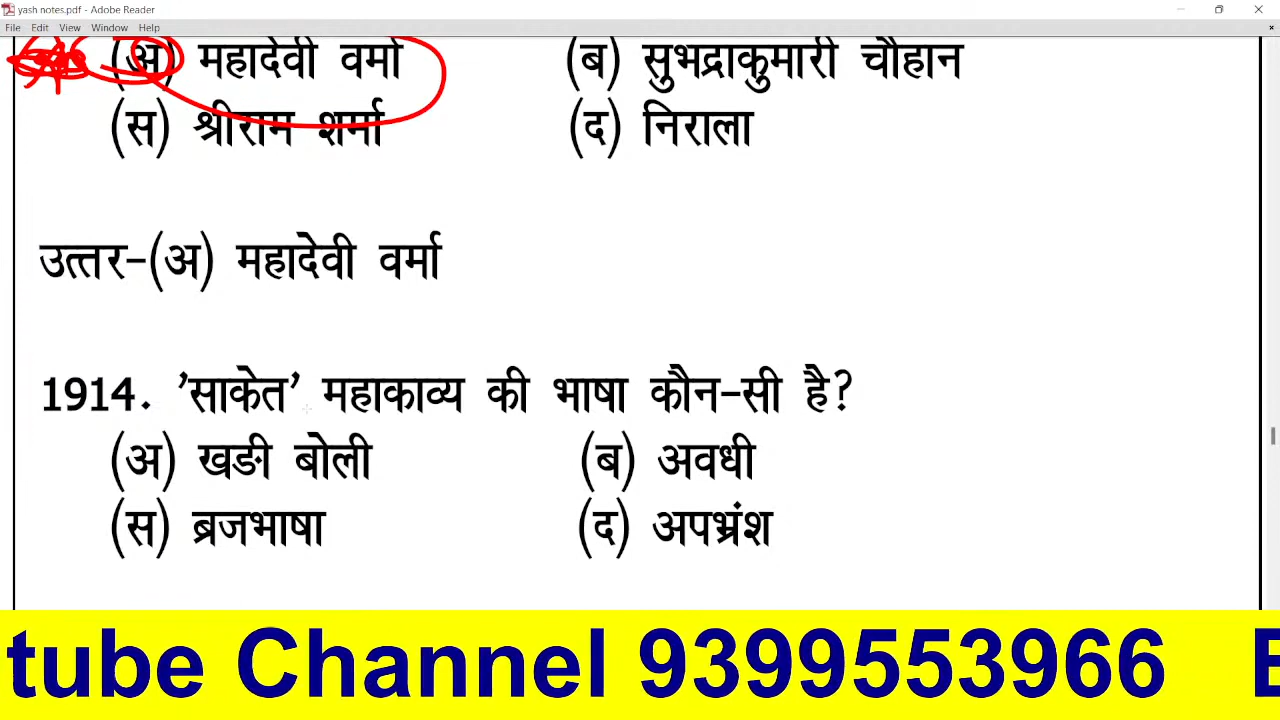 yash notes.pdf - Adobe Reader
File Edit View Window Help
(अ) महादेवी वर्मा (ब) सुभद्राकुमारी चौहान
(स) श्रीराम शर्मा (द) निराला
उत्तर-(अ) महादेवी वर्मा
1914. 'साकेत' महाकाव्य की भाषा कौन-सी है?
(अ) खङी बोली (ब) अवधी
(स) ब्रजभाषा (द) अपभ्रंश
tube Channel 9399553966